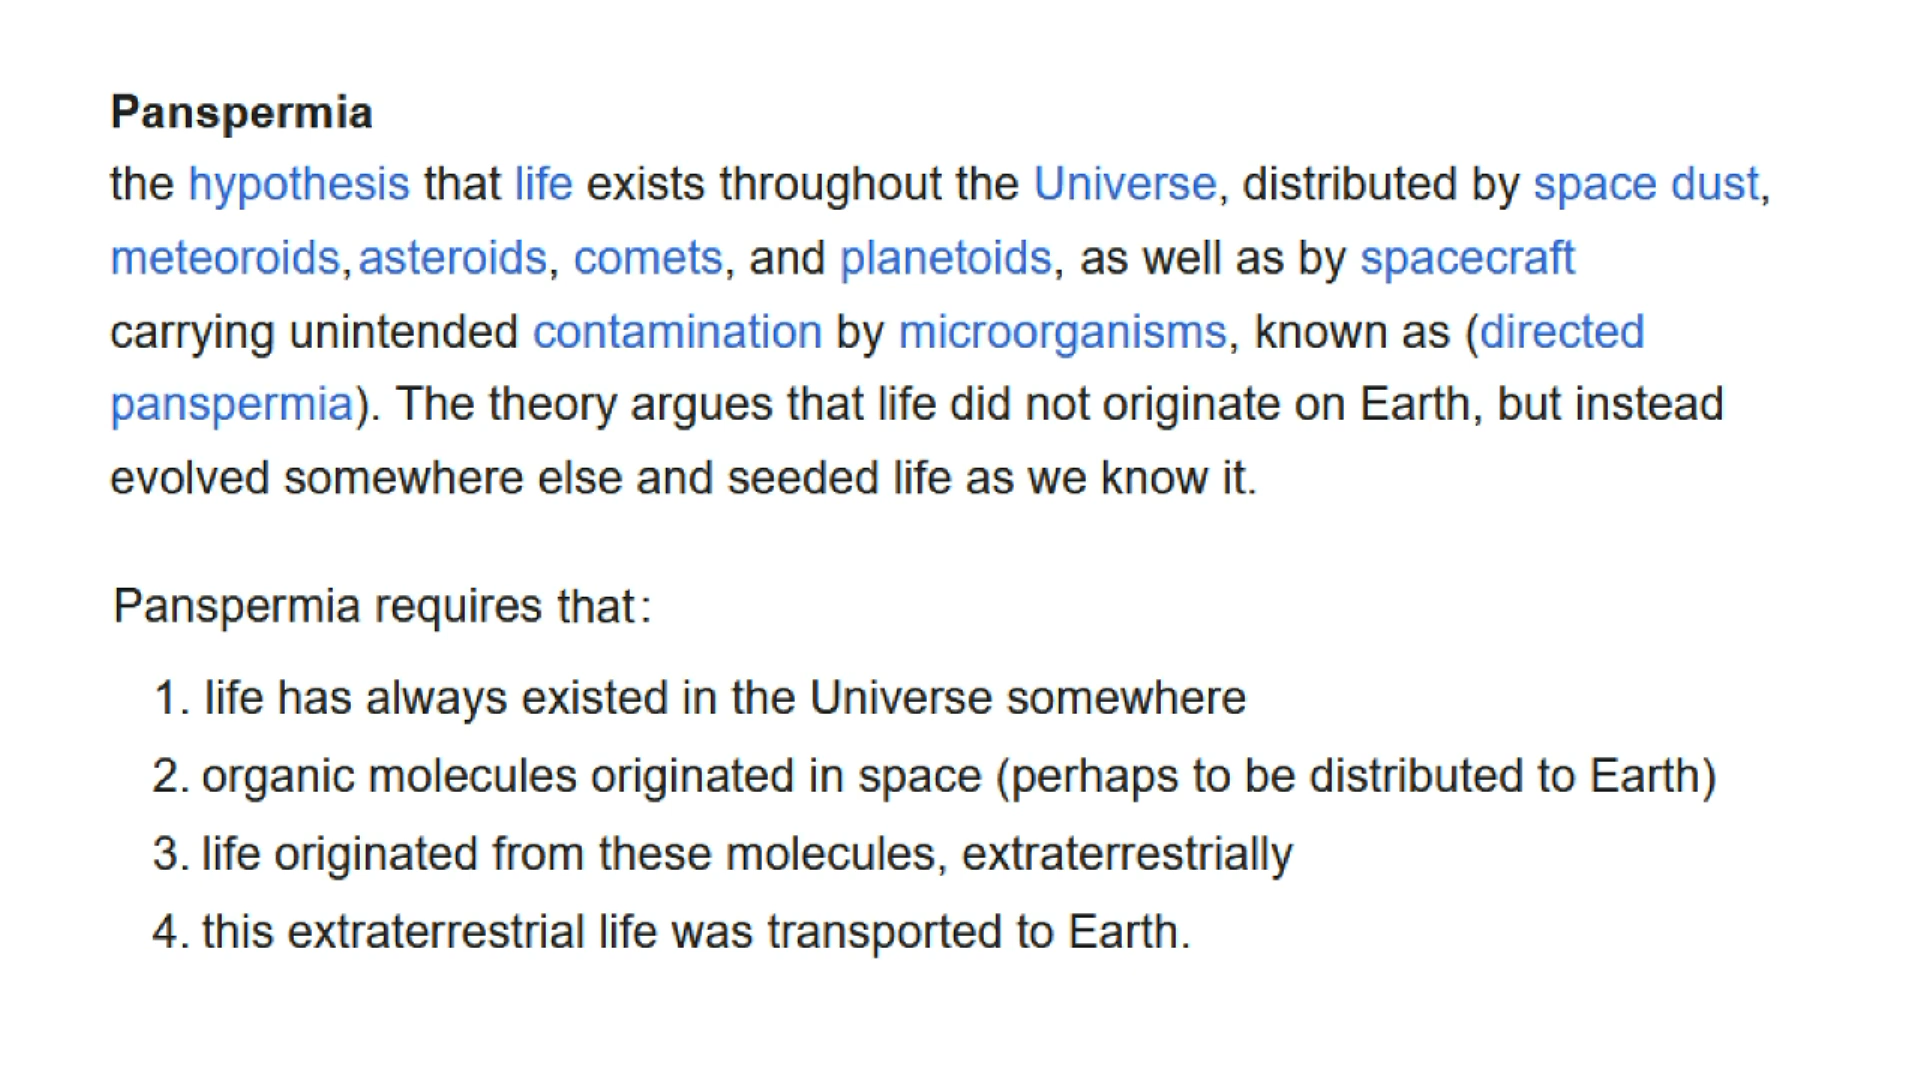 Panspermia
the hypothesis that life exists throughout the Universe, distributed by space dust,
meteoroids, asteroids, comets, and planetoids, as well as by spacecraft
carrying unintended contamination by microorganisms, known as (directed
panspermia). The theory argues that life did not originate on Earth, but instead
evolved somewhere else and seeded life as we know it.
Panspermia requires that:
1. life has always existed in the Universe somewhere
2. organic molecules originated in space (perhaps to be distributed to Earth)
3. life originated from these molecules, extraterrestrially
4. this extraterrestrial life was transported to Earth.